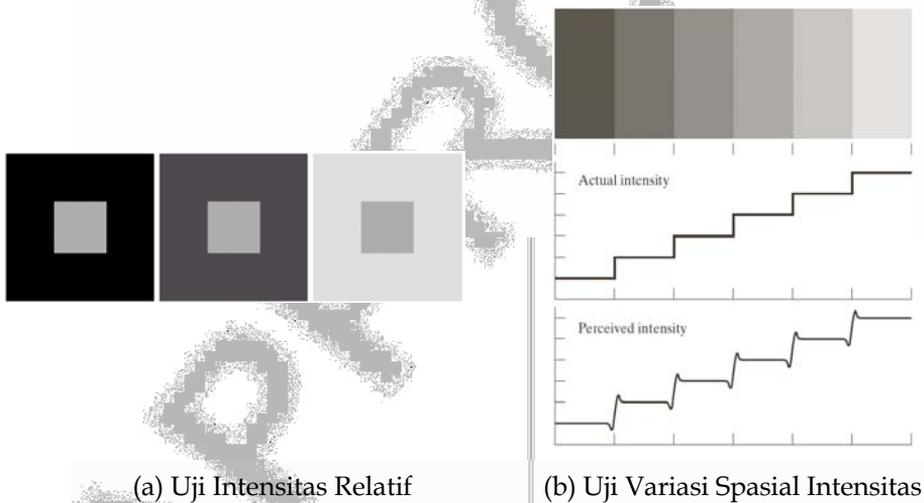 Actual intensity
Perceived intensity
(a) Uji Intensitas Relatif
(b) Uji Variasi Spasial Intensitas